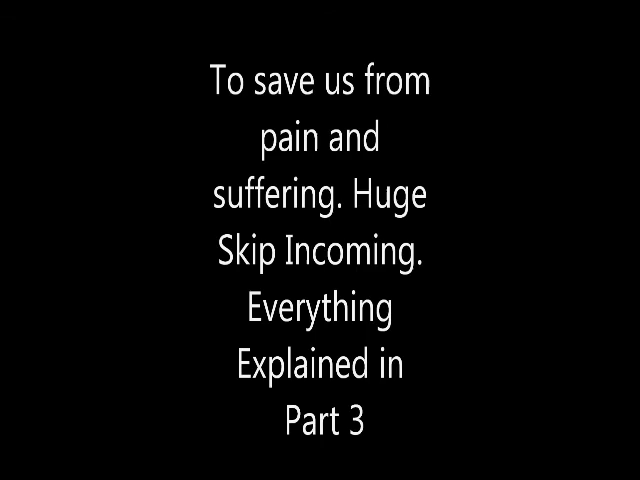 To save us from
pain and
suffering. Huge
Skip Incoming.
Everything
Explained in
Part 3